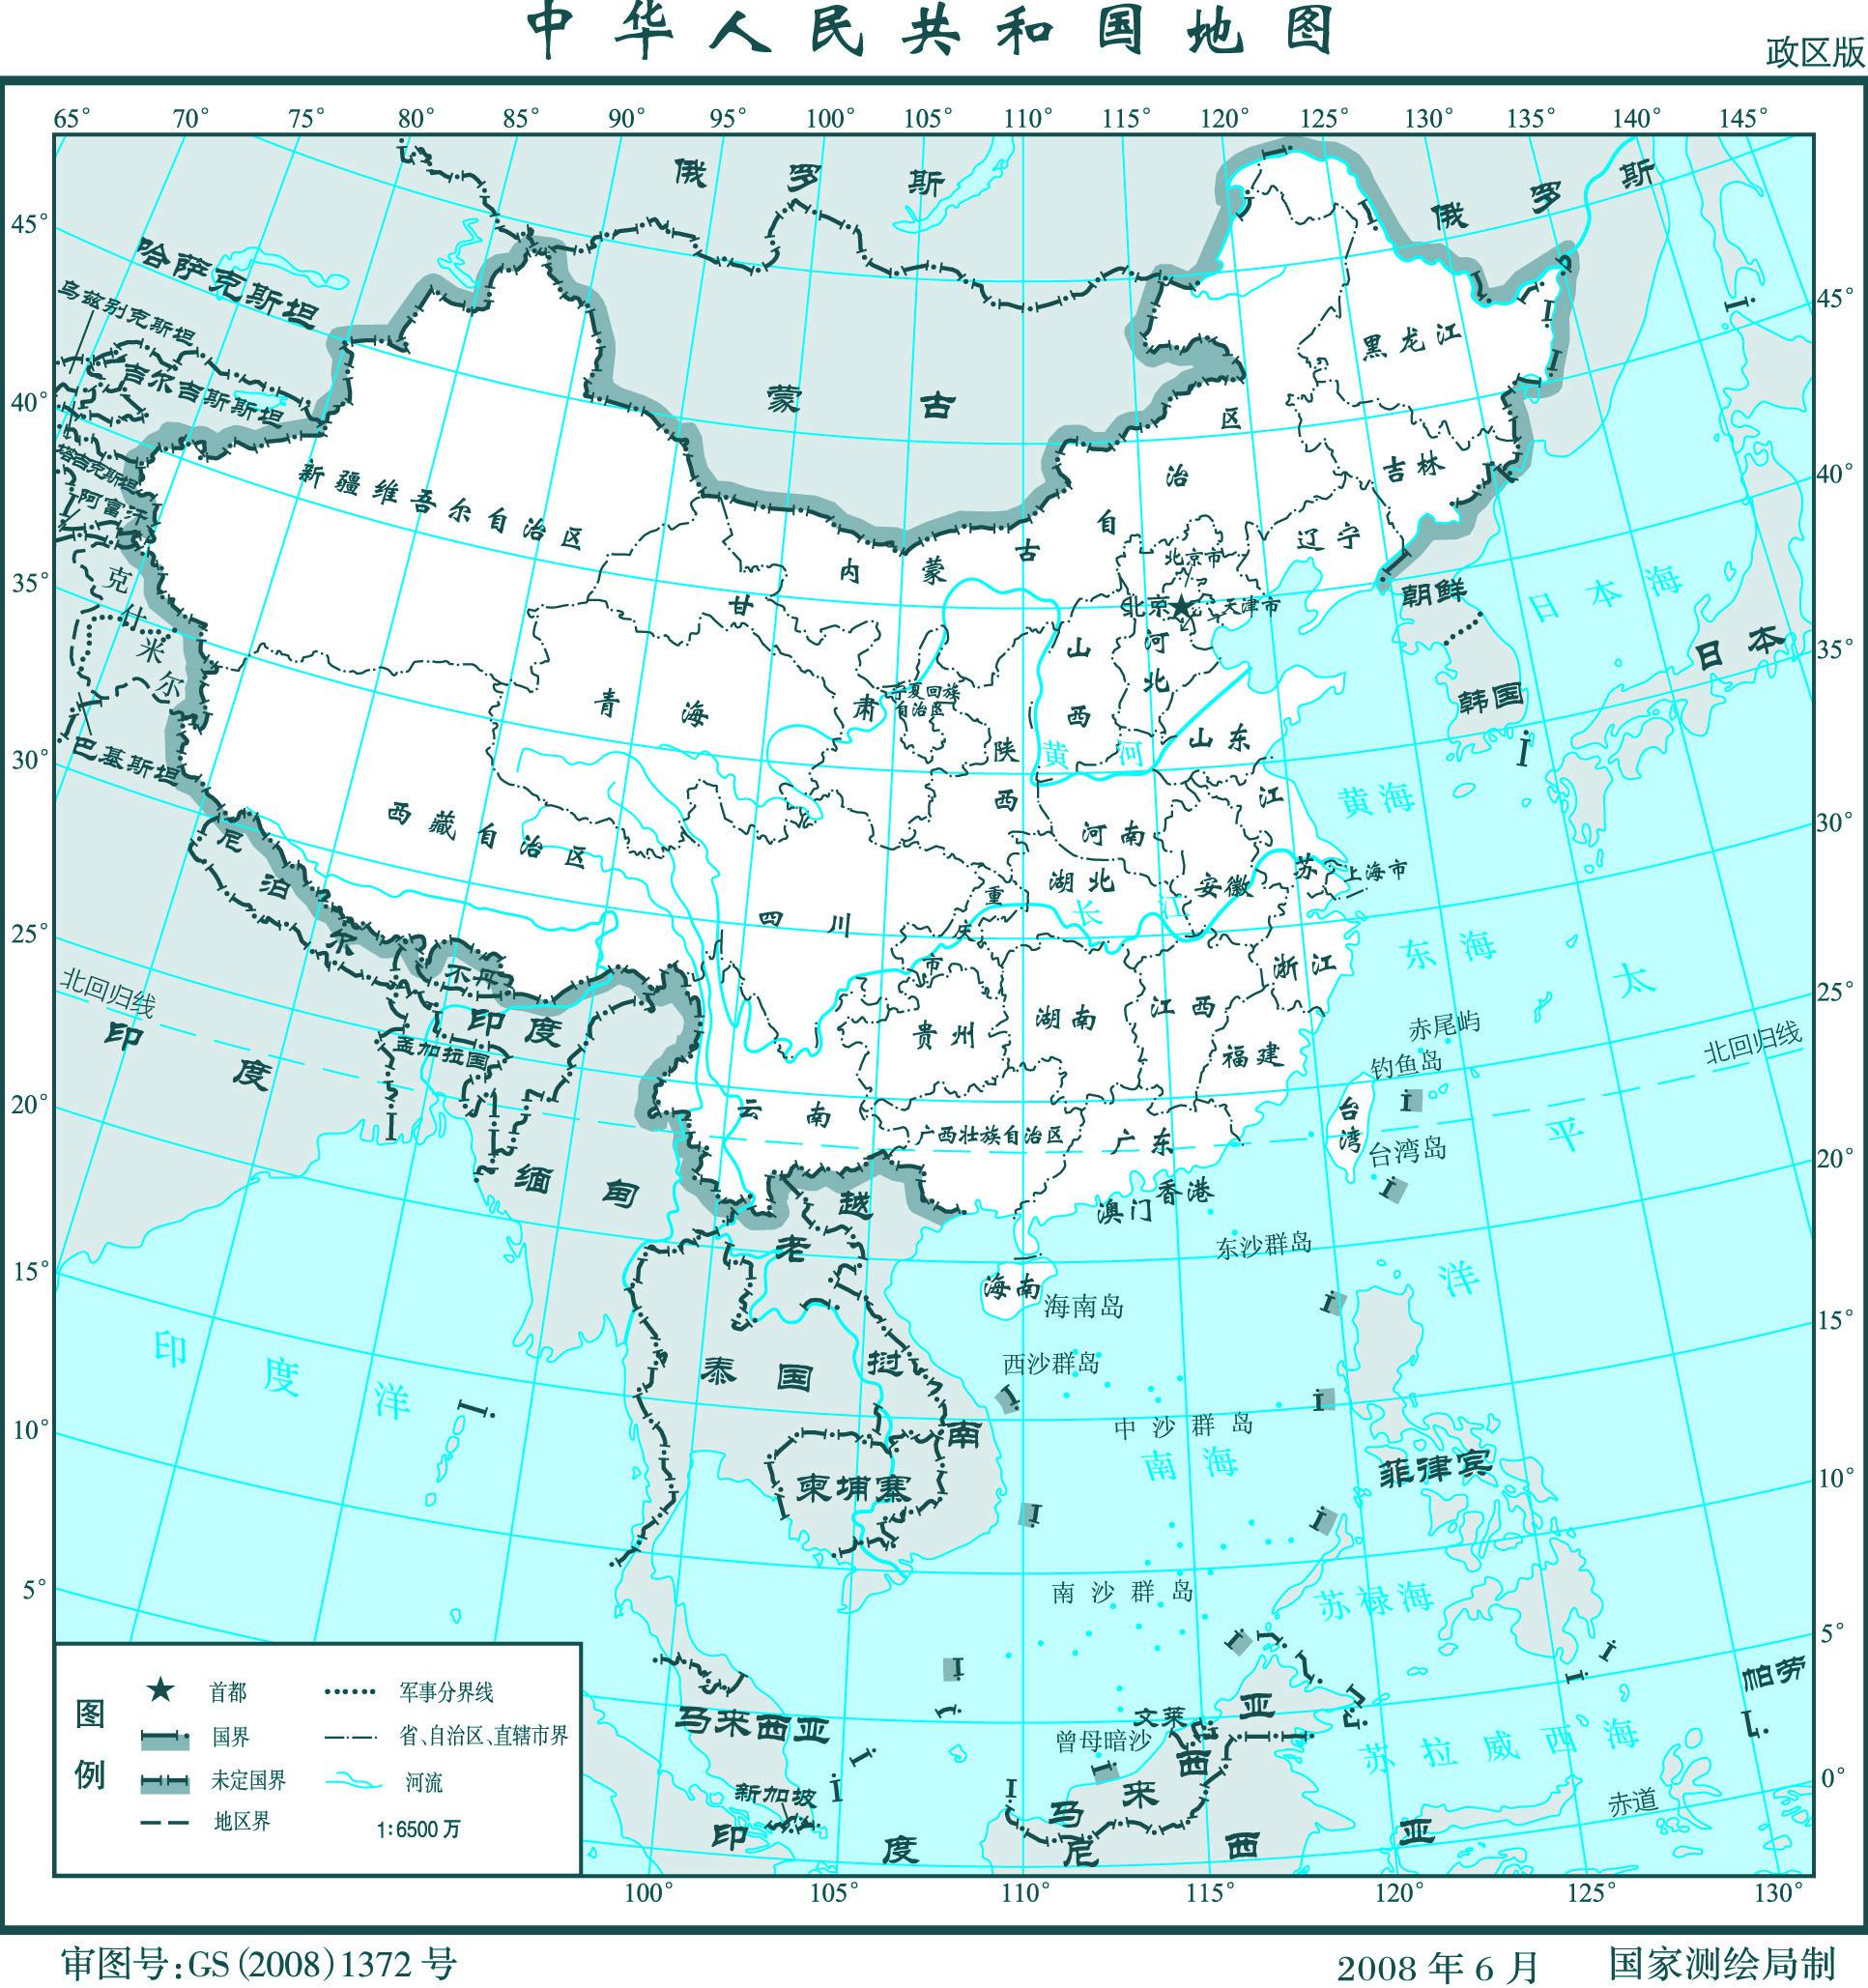 中华人民共和国地图
政区版
65° 70° 75° 80° 85° 90° 95° 100° 105° 110° 115° 120° 125° 130° 135° 140° 145°
俄罗斯
俄罗斯
45°
哈萨克斯坦
45°
乌兹别克斯坦
黑龙江
吉尔吉斯斯坦
蒙古
40°
内蒙古自治区
吉林
40°
塔吉克斯坦
新疆维吾尔自治区
阿富汗
辽宁
北京市
35°
克什米尔
甘肃
北京
天津市
朝鲜
日本海
河北
山西
日本
35°
青海
宁夏回族
自治区
韩国
巴基斯坦
陕西
黄河
山东
30°
黄海
西藏自治区
河南
江苏
30°
尼泊尔
湖北
安徽
上海市
四川
重庆市
长江
25°
不丹
浙江
东海
太平洋
北回归线
印度
印度
孟加拉国
贵州
湖南
江西
25°
赤尾屿
福建
钓鱼岛
北回归线
20°
云南
广西壮族自治区
广东
台湾
台湾岛
20°
缅甸
越南
香港
澳门
老挝
东沙群岛
15°
海南
海南岛
15°
印度洋
泰国
西沙群岛
中沙群岛
10°
南海
柬埔寨
菲律宾
10°
南沙群岛
苏禄海
5°
5°
图例
首都
军事分界线
国界
省、自治区、直辖市界
未定国界
河流
地区界
1:6500万
马来西亚
文莱
曾母暗沙
马来西亚
帕劳
苏拉威西海
新加坡
赤道
0°
印度尼西亚
100° 105° 110° 115° 120° 125° 130°
审图号:GS(2008)1372号
2008年6月 国家测绘局制